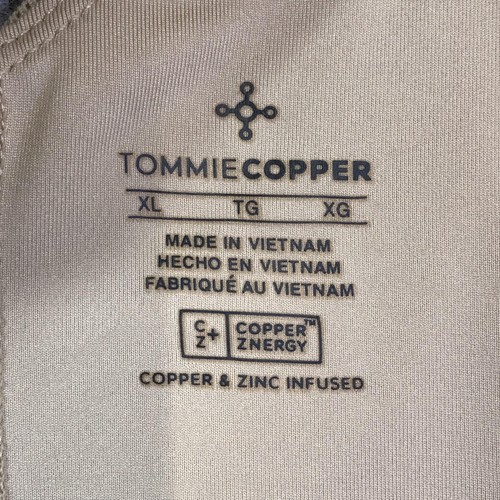 TOMMIECOPPER
XL TG XG
MADE IN VIETNAM
HECHO EN VIETNAM
FABRIQUÉ AU VIETNAM
C+ COPPER™
Z ZNERGY
COPPER & ZINC INFUSED